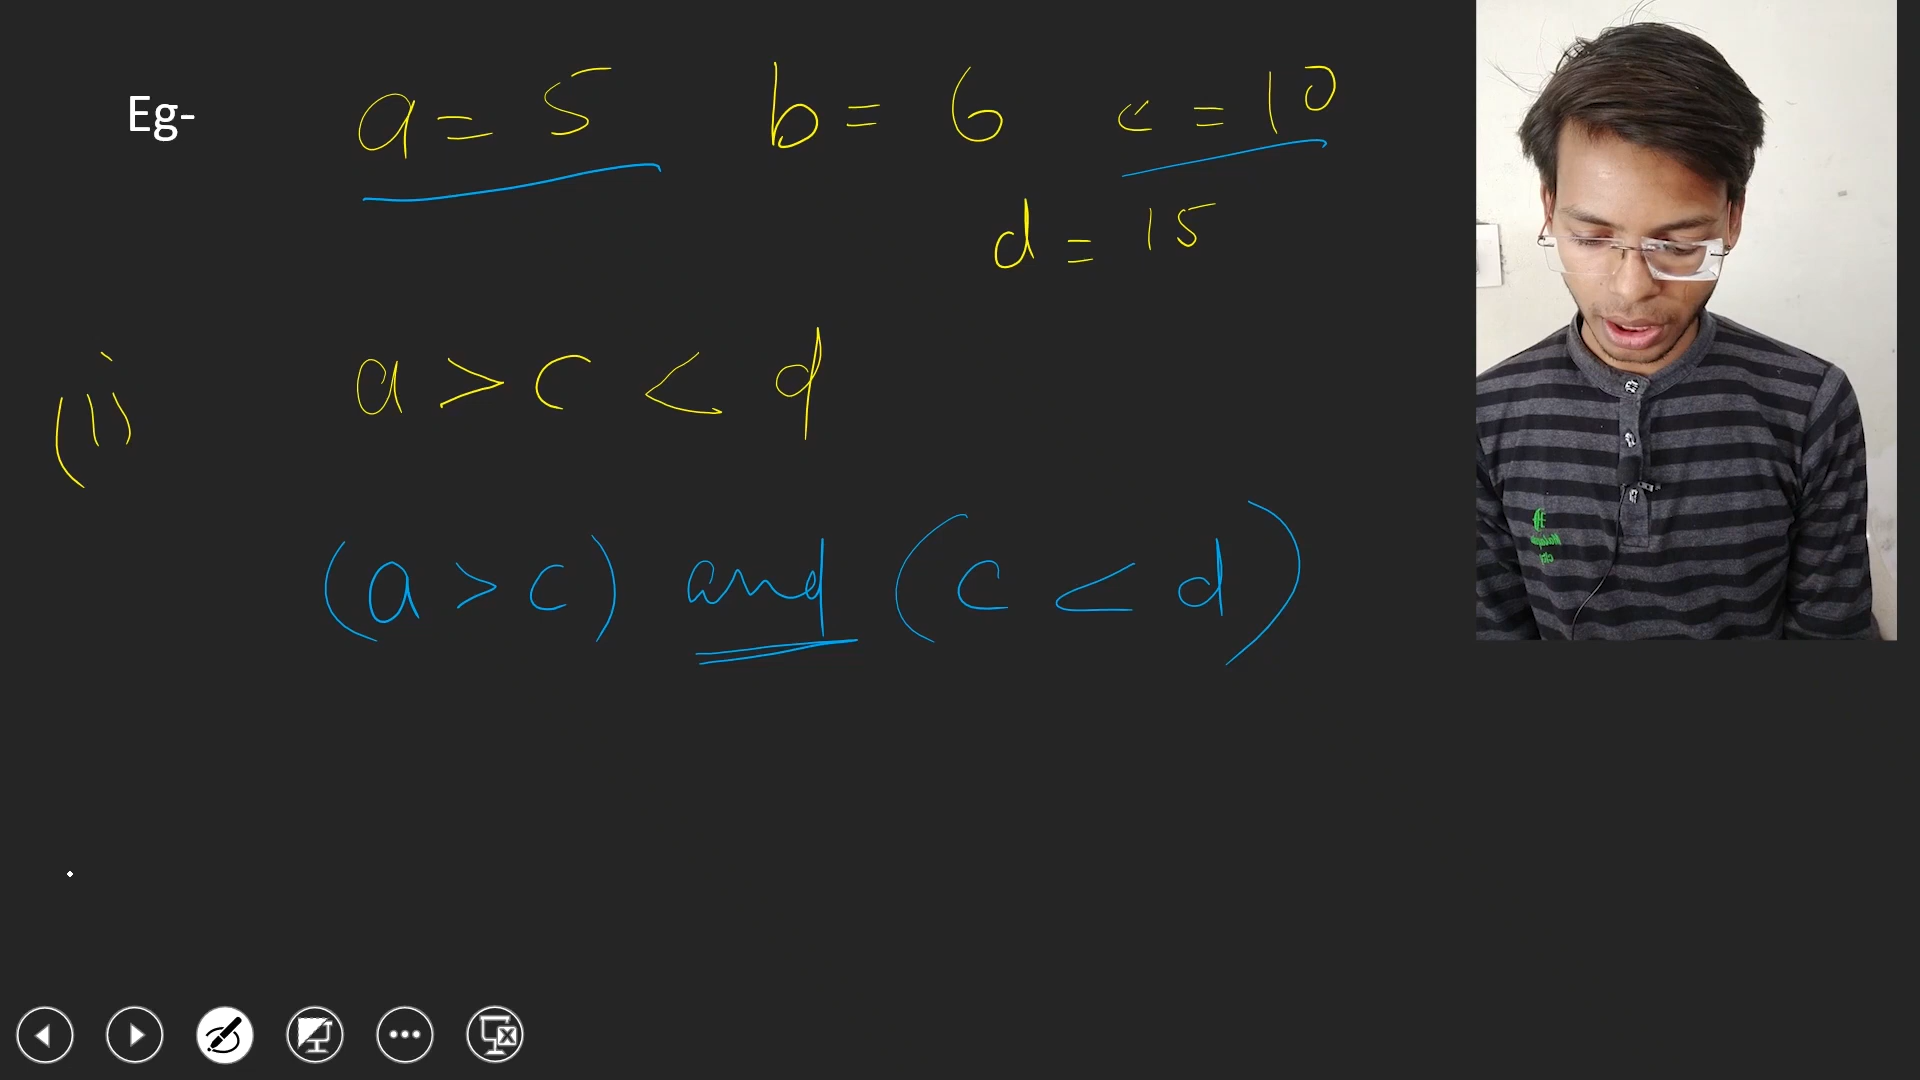 Eg- a = 5 b = 6 c = 10
d = 15
(i) a > c < d
(a > c) and (c < d)